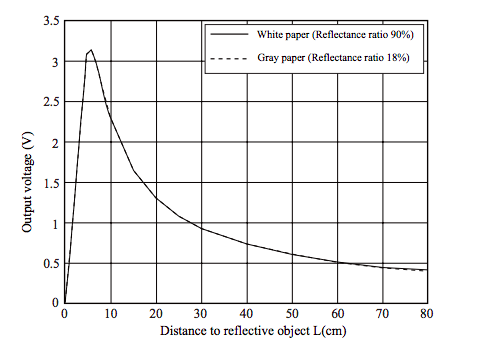 3.5
White paper (Reflectance ratio 90%)
Gray paper (Reflectance ratio 18%)
3
2.5
2
1.5
1
0.5
0
Output voltage (V)
0 10 20 30 40 50 60 70 80
Distance to reflective object L(cm)